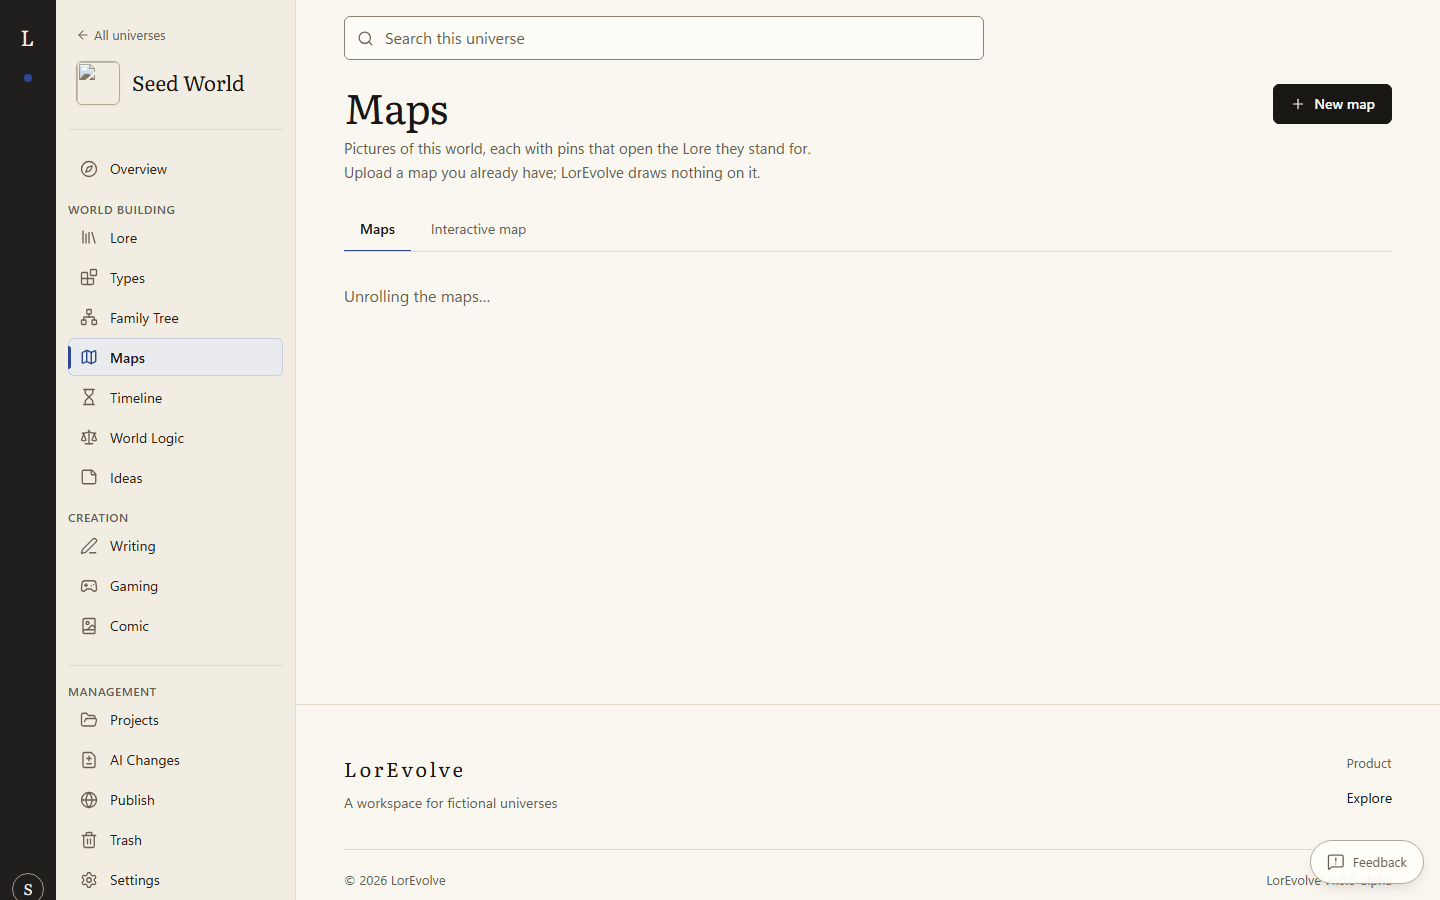 L
All universes
Seed World
Overview
WORLD BUILDING
Lore
Types
Family Tree
Maps
Timeline
World Logic
Ideas
CREATION
Writing
Gaming
Comic
MANAGEMENT
Projects
AI Changes
Publish
Trash
Settings
S
Search this universe
Maps
New map
Pictures of this world, each with pins that open the Lore they stand for.
Upload a map you already have; LorEvolve draws nothing on it.
Maps
Interactive map
Unrolling the maps...
LorEvolve
A workspace for fictional universes
Product
Explore
Feedback
© 2026 LorEvolve
LorEvolve